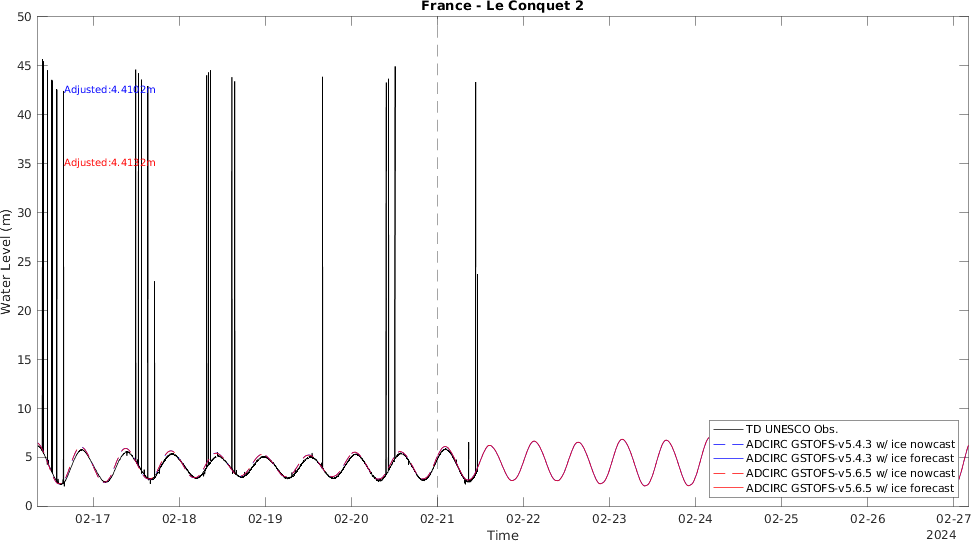 France - Le Conquet 2
50
45
40
35
30
25
20
15
10
5
0
Water Level (m)
Adjusted:4.4102m
Adjusted:4.4132m
TD UNESCO Obs.
ADCIRC GSTOFS-v5.4.3 w/ ice nowcast
ADCIRC GSTOFS-v5.4.3 w/ ice forecast
ADCIRC GSTOFS-v5.6.5 w/ ice nowcast
ADCIRC GSTOFS-v5.6.5 w/ ice forecast
02-17 02-18 02-19 02-20 02-21 02-22 02-23 02-24 02-25 02-26 02-27
Time
2024